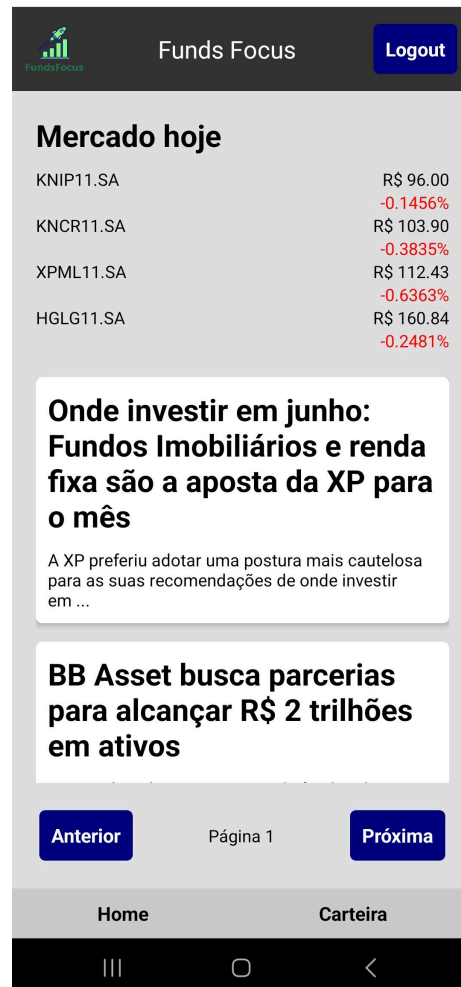 FundsFocus
Funds Focus
Logout
Mercado hoje
KNIP11.SA
R$ 96.00
-0.1456%
KNCR11.SA
R$ 103.90
-0.3835%
XPML11.SA
R$ 112.43
-0.6363%
HGLG11.SA
R$ 160.84
-0.2481%
Onde investir em junho:
Fundos Imobiliários e renda
fixa são a aposta da XP para
o mês
A XP preferiu adotar uma postura mais cautelosa
para as suas recomendações de onde investir
em ...
BB Asset busca parcerias
para alcançar R$ 2 trilhões
em ativos
Anterior
Página 1
Próxima
Home
Carteira